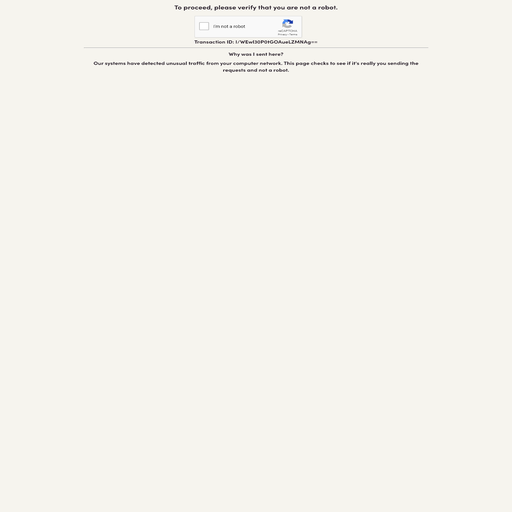 To proceed, please verify that you are not a robot.
I'm not a robot
reCAPTCHA
Privacy - Terms
Why was I sent here?
Our systems have detected unusual traffic from your computer network. This page checks to see if it's really you sending the
requests and not a robot.
Transaction ID: